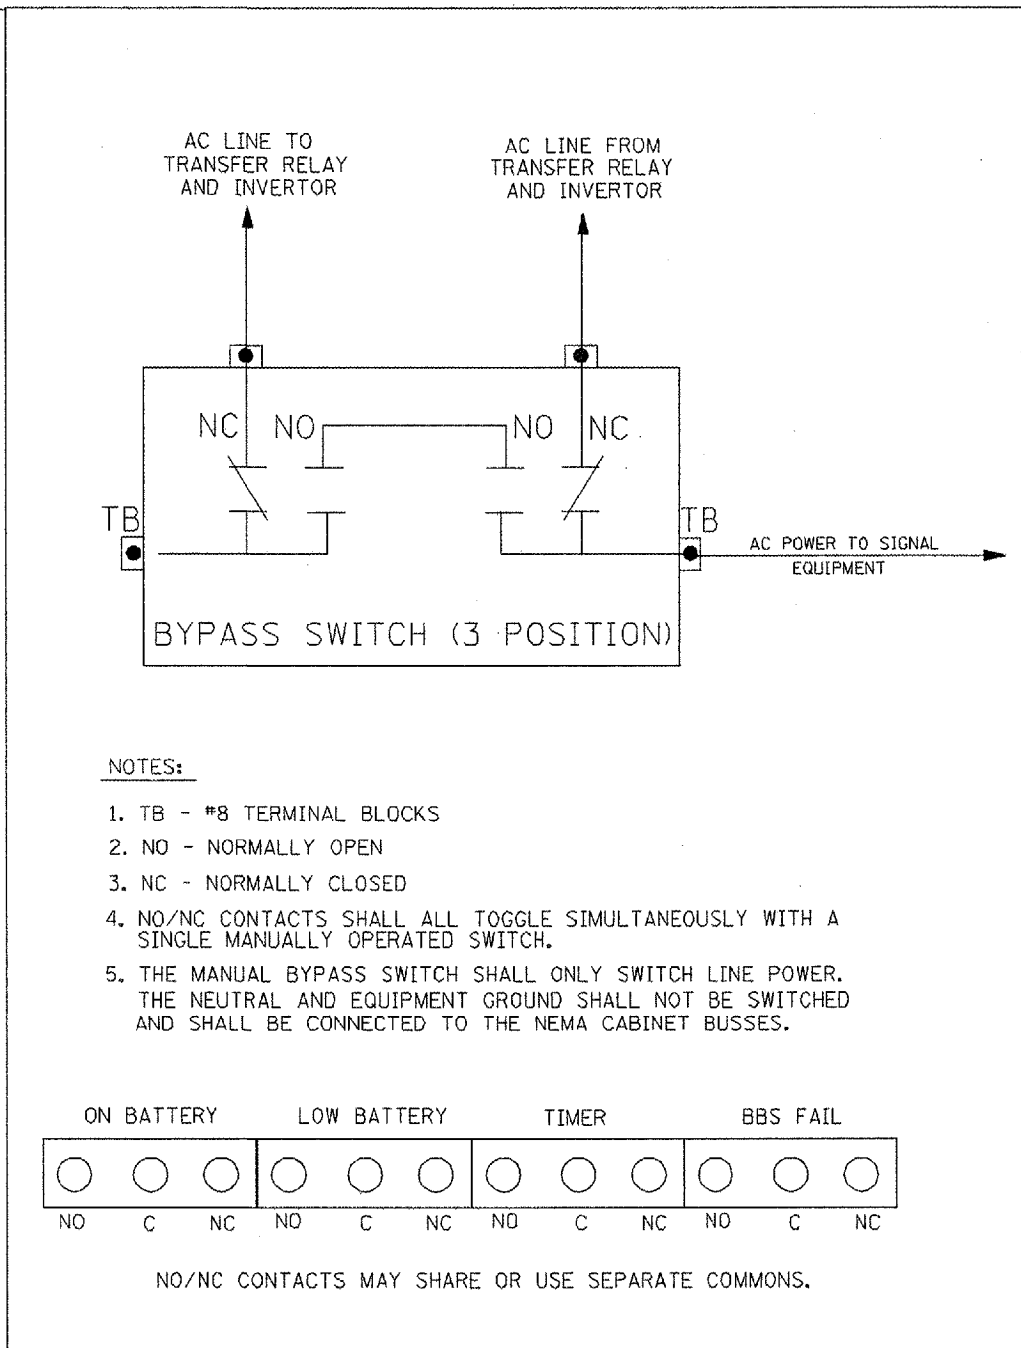 AC LINE TO
TRANSFER RELAY
AND INVERTOR
AC LINE FROM
TRANSFER RELAY
AND INVERTOR
NC NO NO NC
TB TB
AC POWER TO SIGNAL
EQUIPMENT
BYPASS SWITCH (3 POSITION)
NOTES:
1. TB - #8 TERMINAL BLOCKS
2. NO - NORMALLY OPEN
3. NC - NORMALLY CLOSED
4. NO/NC CONTACTS SHALL ALL TOGGLE SIMULTANEOUSLY WITH A
SINGLE MANUALLY OPERATED SWITCH.
5. THE MANUAL BYPASS SWITCH SHALL ONLY SWITCH LINE POWER.
THE NEUTRAL AND EQUIPMENT GROUND SHALL NOT BE SWITCHED
AND SHALL BE CONNECTED TO THE NEMA CABINET BUSSES.
ON BATTERY LOW BATTERY TIMER BBS FAIL
NO C NC NO C NC NO C NC NO C NC
NO/NC CONTACTS MAY SHARE OR USE SEPARATE COMMONS.